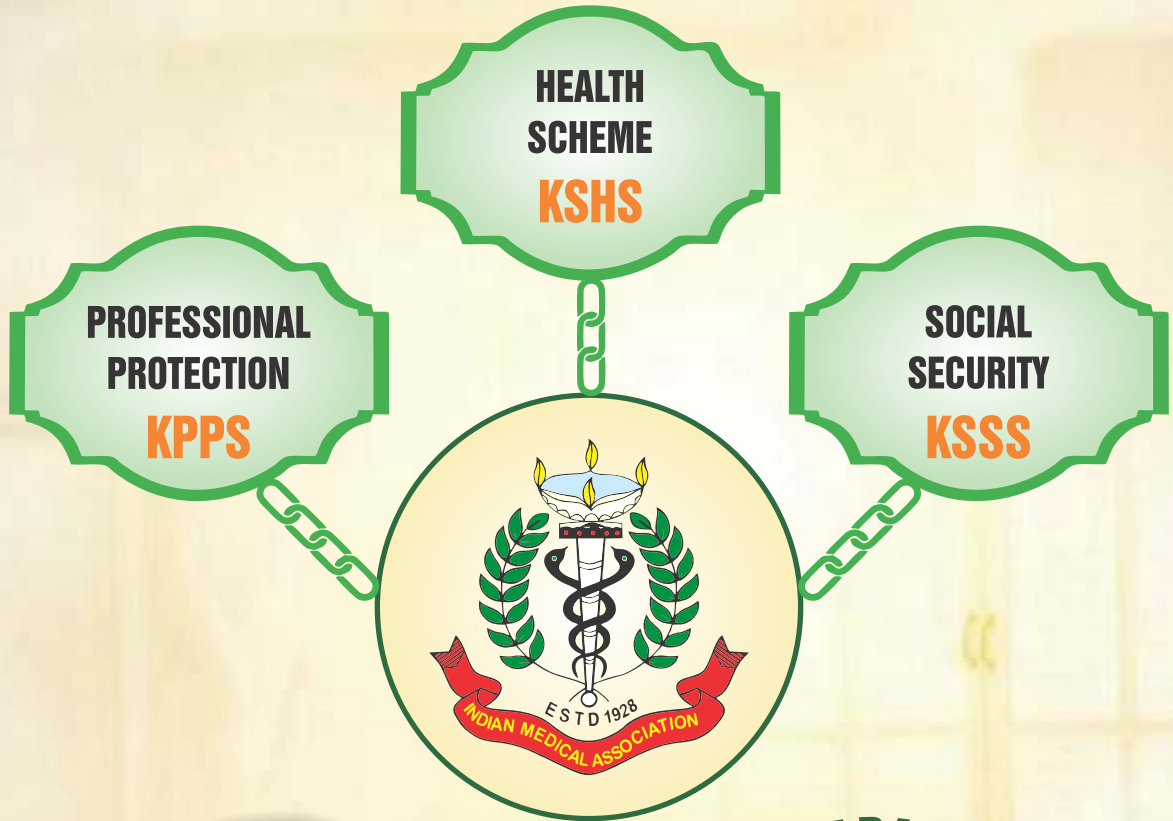 HEALTH
SCHEME
KSHS
PROFESSIONAL
PROTECTION
KPPS
SOCIAL
SECURITY
KSSS
ESTD 1928
INDIAN MEDICAL ASSOCIATION